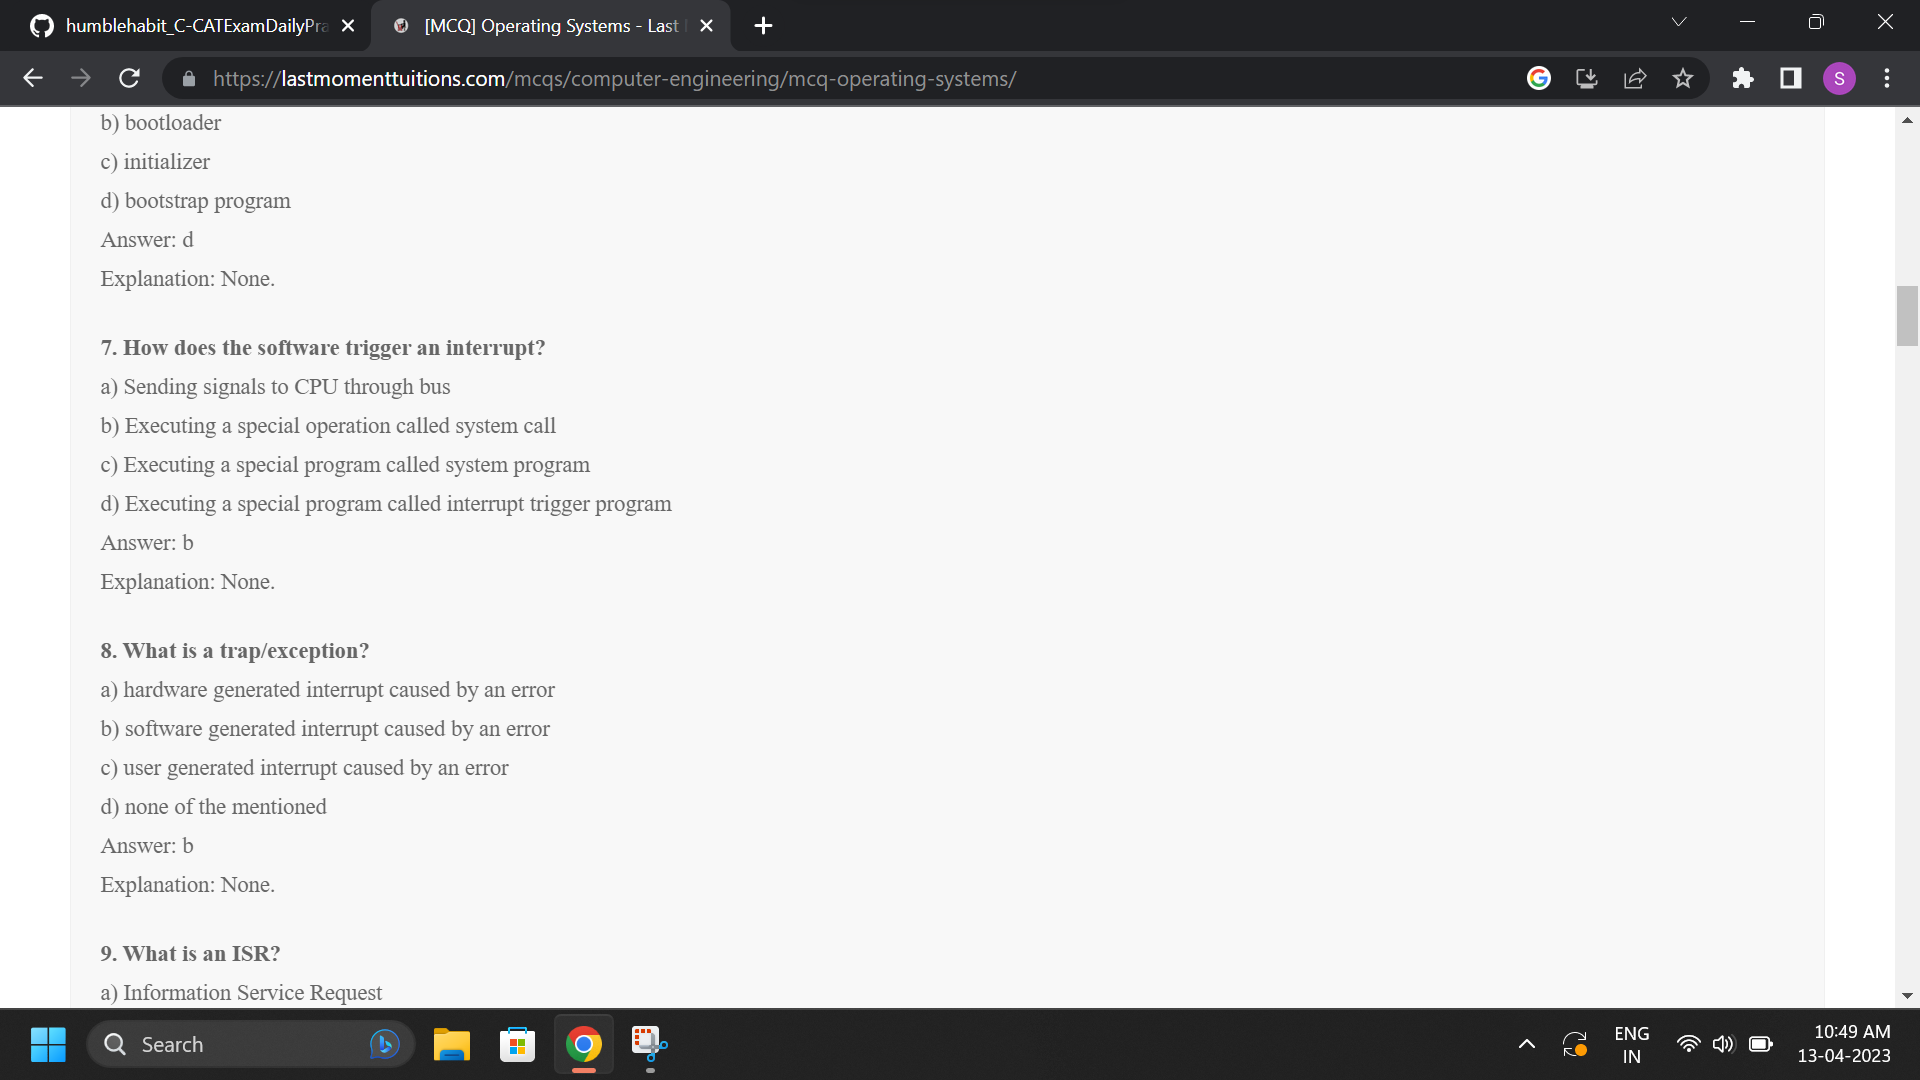 humblehabit_C-CATExamDailyPra
[MCQ] Operating Systems - Last
https://lastmomenttuitions.com/mcqs/computer-engineering/mcq-operating-systems/
S
b) bootloader
c) initializer
d) bootstrap program
Answer: d
Explanation: None.
7. How does the software trigger an interrupt?
a) Sending signals to CPU through bus
b) Executing a special operation called system call
c) Executing a special program called system program
d) Executing a special program called interrupt trigger program
Answer: b
Explanation: None.
8. What is a trap/exception?
a) hardware generated interrupt caused by an error
b) software generated interrupt caused by an error
c) user generated interrupt caused by an error
d) none of the mentioned
Answer: b
Explanation: None.
9. What is an ISR?
a) Information Service Request
Search
ENG
IN
10:49 AM
13-04-2023